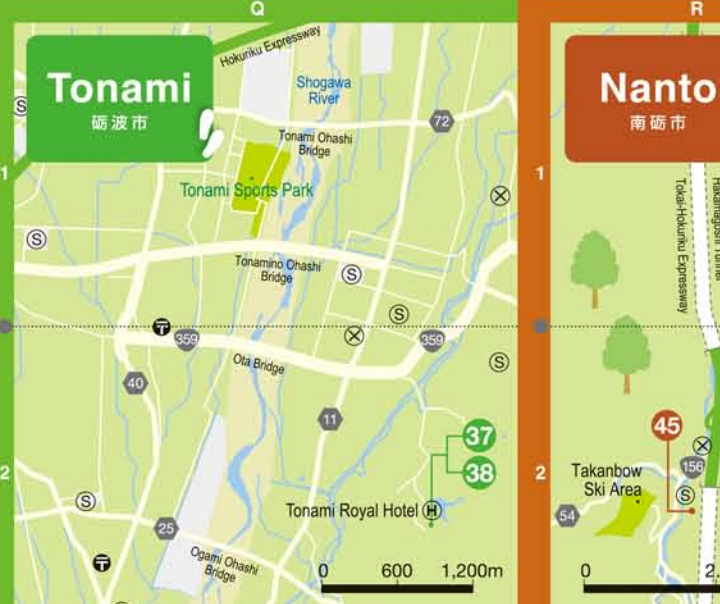 Q
R
Tonami
砺波市
Hokuriku Expressway
Shogawa
River
72
Tonami Ohashi
Bridge
Tonami Sports Park
1
S
S
Tonamino Ohashi
Bridge
S
S
359
359
Ota Bridge
S
40
11
37
38
2
S
Tonami Royal Hotel H
25
Ogami Ohashi
Bridge
0 600 1,200m
Nanto
南砺市
1
Tokai-Hokuriku Expressway
45
156
2
Takanbow
Ski Area
S
54
0 2.